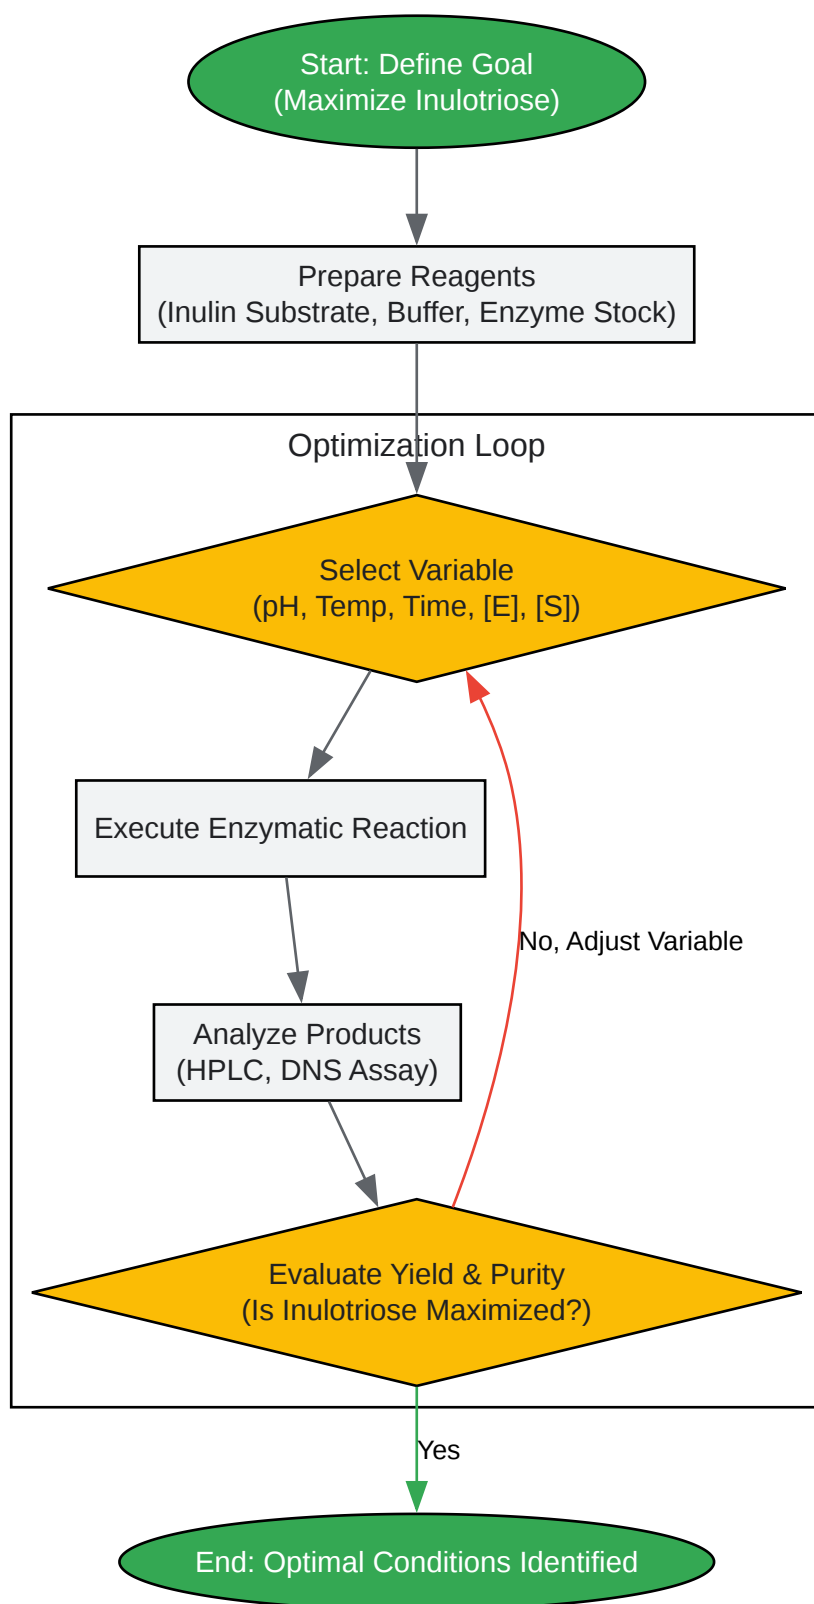 Start: Define Goal
(Maximize Inulotriose)
Prepare Reagents
(Inulin Substrate, Buffer, Enzyme Stock)
Optimization Loop
Select Variable
(pH, Temp, Time, [E], [S])
Execute Enzymatic Reaction
No, Adjust Variable
Analyze Products
(HPLC, DNS Assay)
Evaluate Yield & Purity
(Is Inulotriose Maximized?)
Yes
End: Optimal Conditions Identified